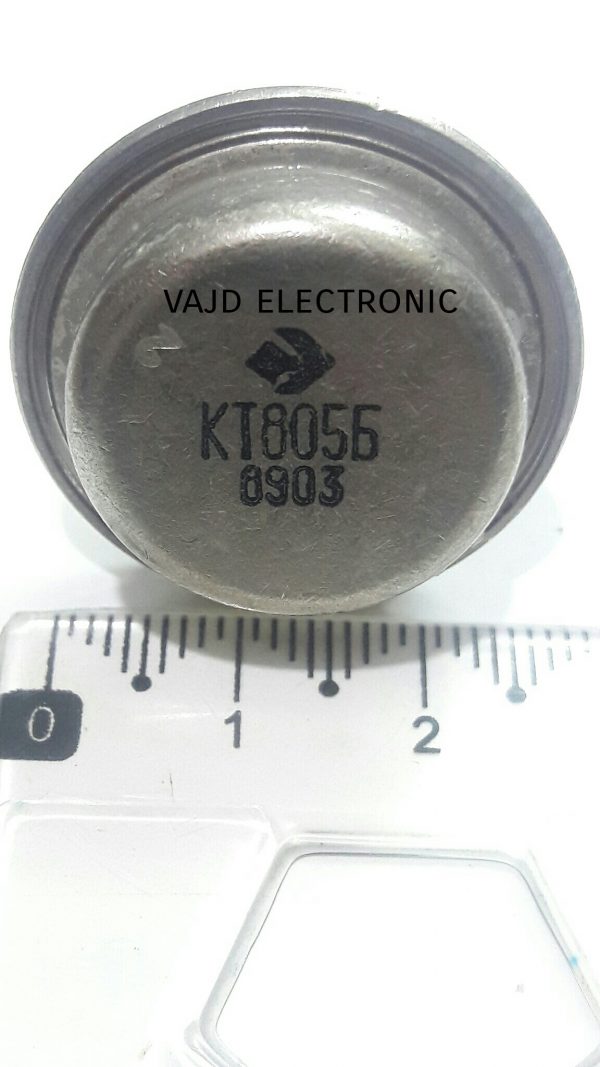 VAJD ELECTRONIC
КТ805Б
8903
0 1 2